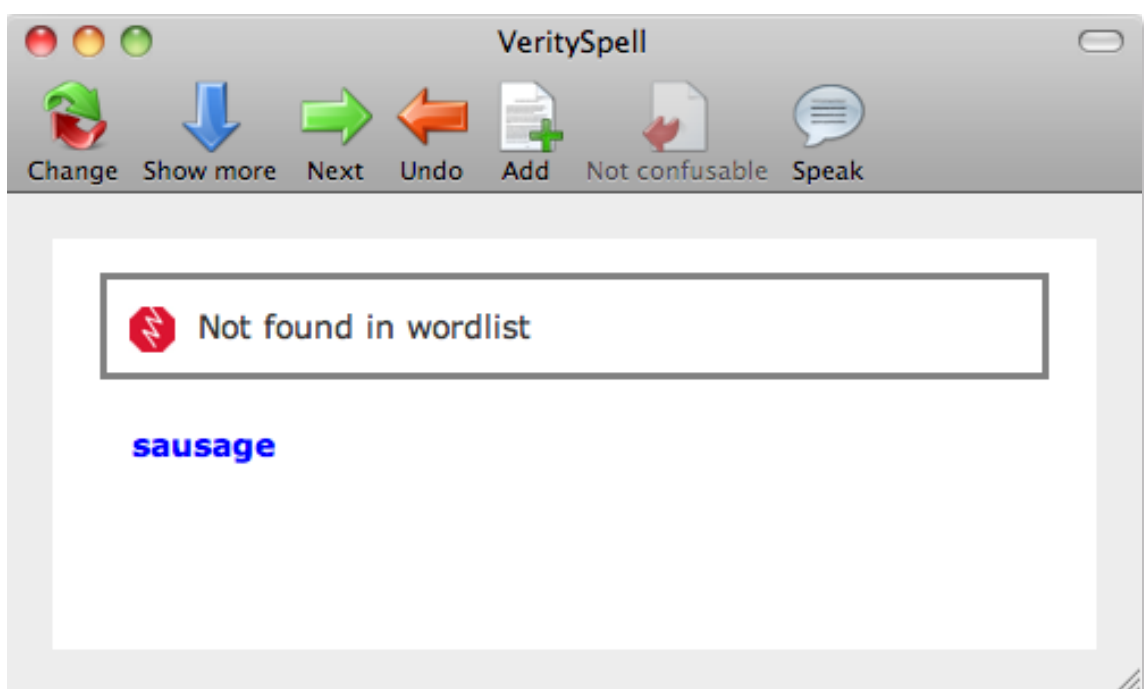 VeritySpell
Change Show more Next Undo Add Not confusable Speak
Not found in wordlist
sausage